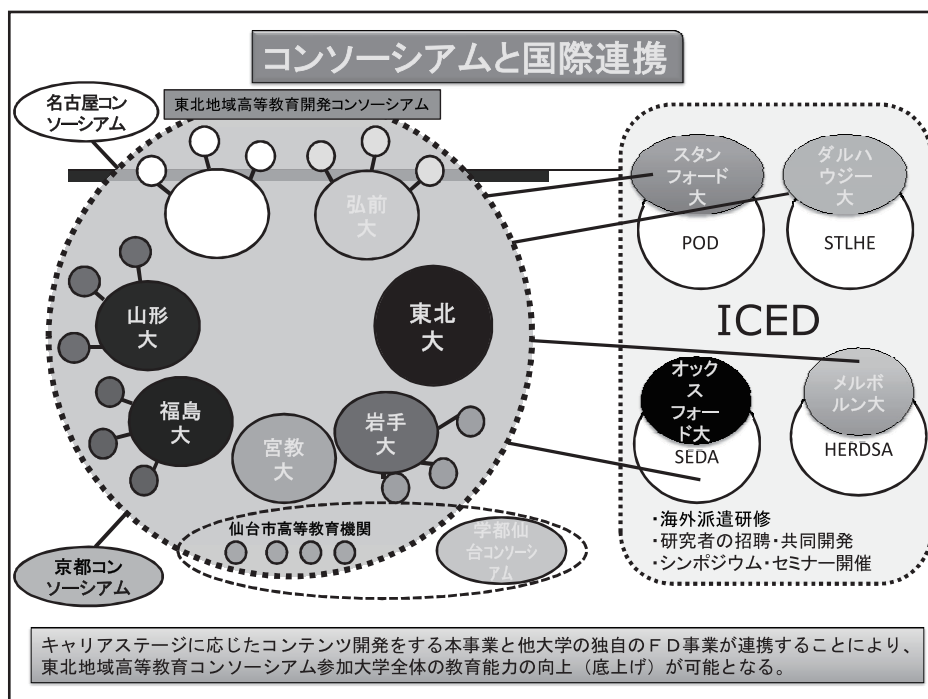 コンソーシアムと国際連携
名古屋コン
ソーシアム
東北地域高等教育開発コンソーシアム
弘前
大
山形
大
東北
大
福島
大
宮教
大
岩手
大
仙台市高等教育機関
学都仙
台コンソーシ
アム
京都コン
ソーシアム
スタン
フォード
大
POD
ダルハ
ウジー
大
STLHE
ICED
オック
ス
フォー
ド大
SEDA
メルボ
ルン大
HERDSA
・海外派遣研修
・研究者の招聘・共同開発
・シンポジウム・セミナー開催
キャリアステージに応じたコンテンツ開発をする本事業と他大学の独自のＦＤ事業が連携することにより、
東北地域高等教育コンソーシアム参加大学全体の教育能力の向上（底上げ）が可能となる。